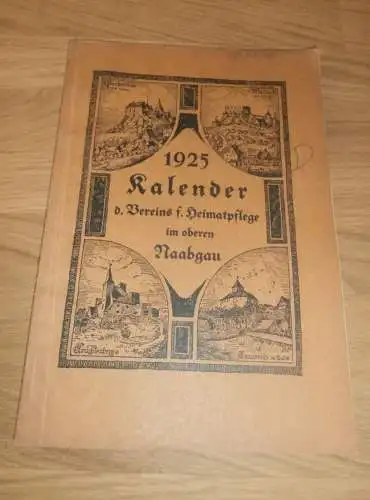 1925
Kalender
d. Vereins f. Heimatpflege
im oberen
Naabgau